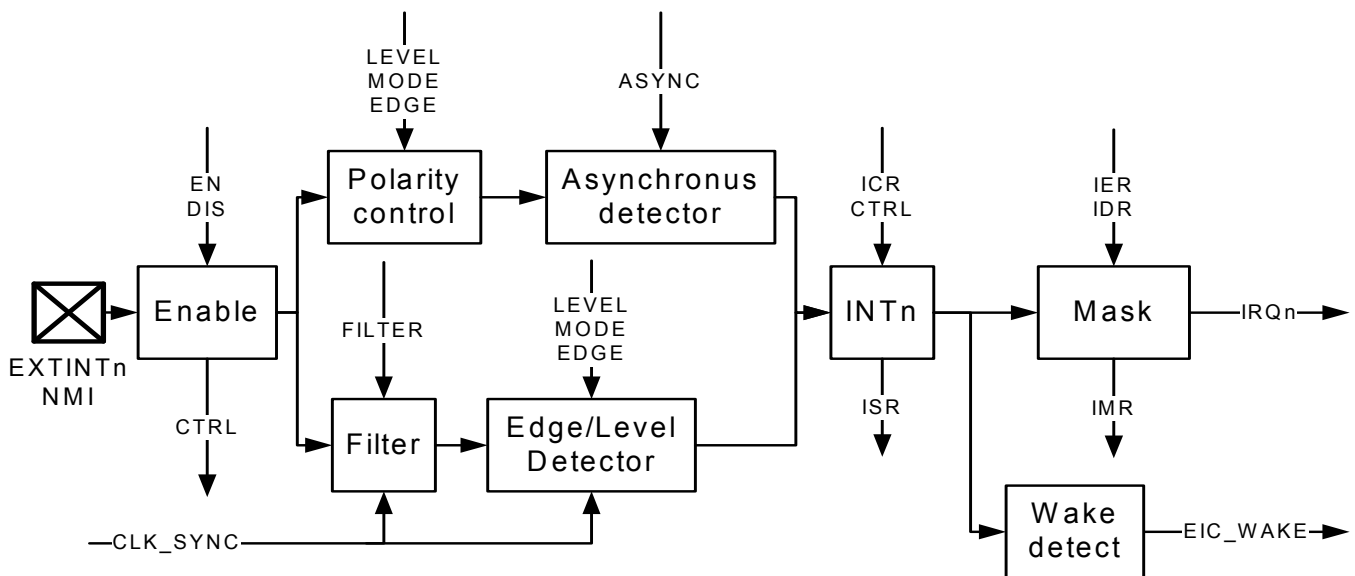 LEVEL
MODE
EDGE
ASYNC
EN
DIS
Polarity
control
Asynchronus
detector
ICR
CTRL
IER
IDR
EXTINTn
NMI
Enable
FILTER
LEVEL
MODE
EDGE
INTn
Mask
IRQn
CTRL
Filter
Edge/Level
Detector
ISR
IMR
CLK_SYNC
Wake
detect
EIC_WAKE